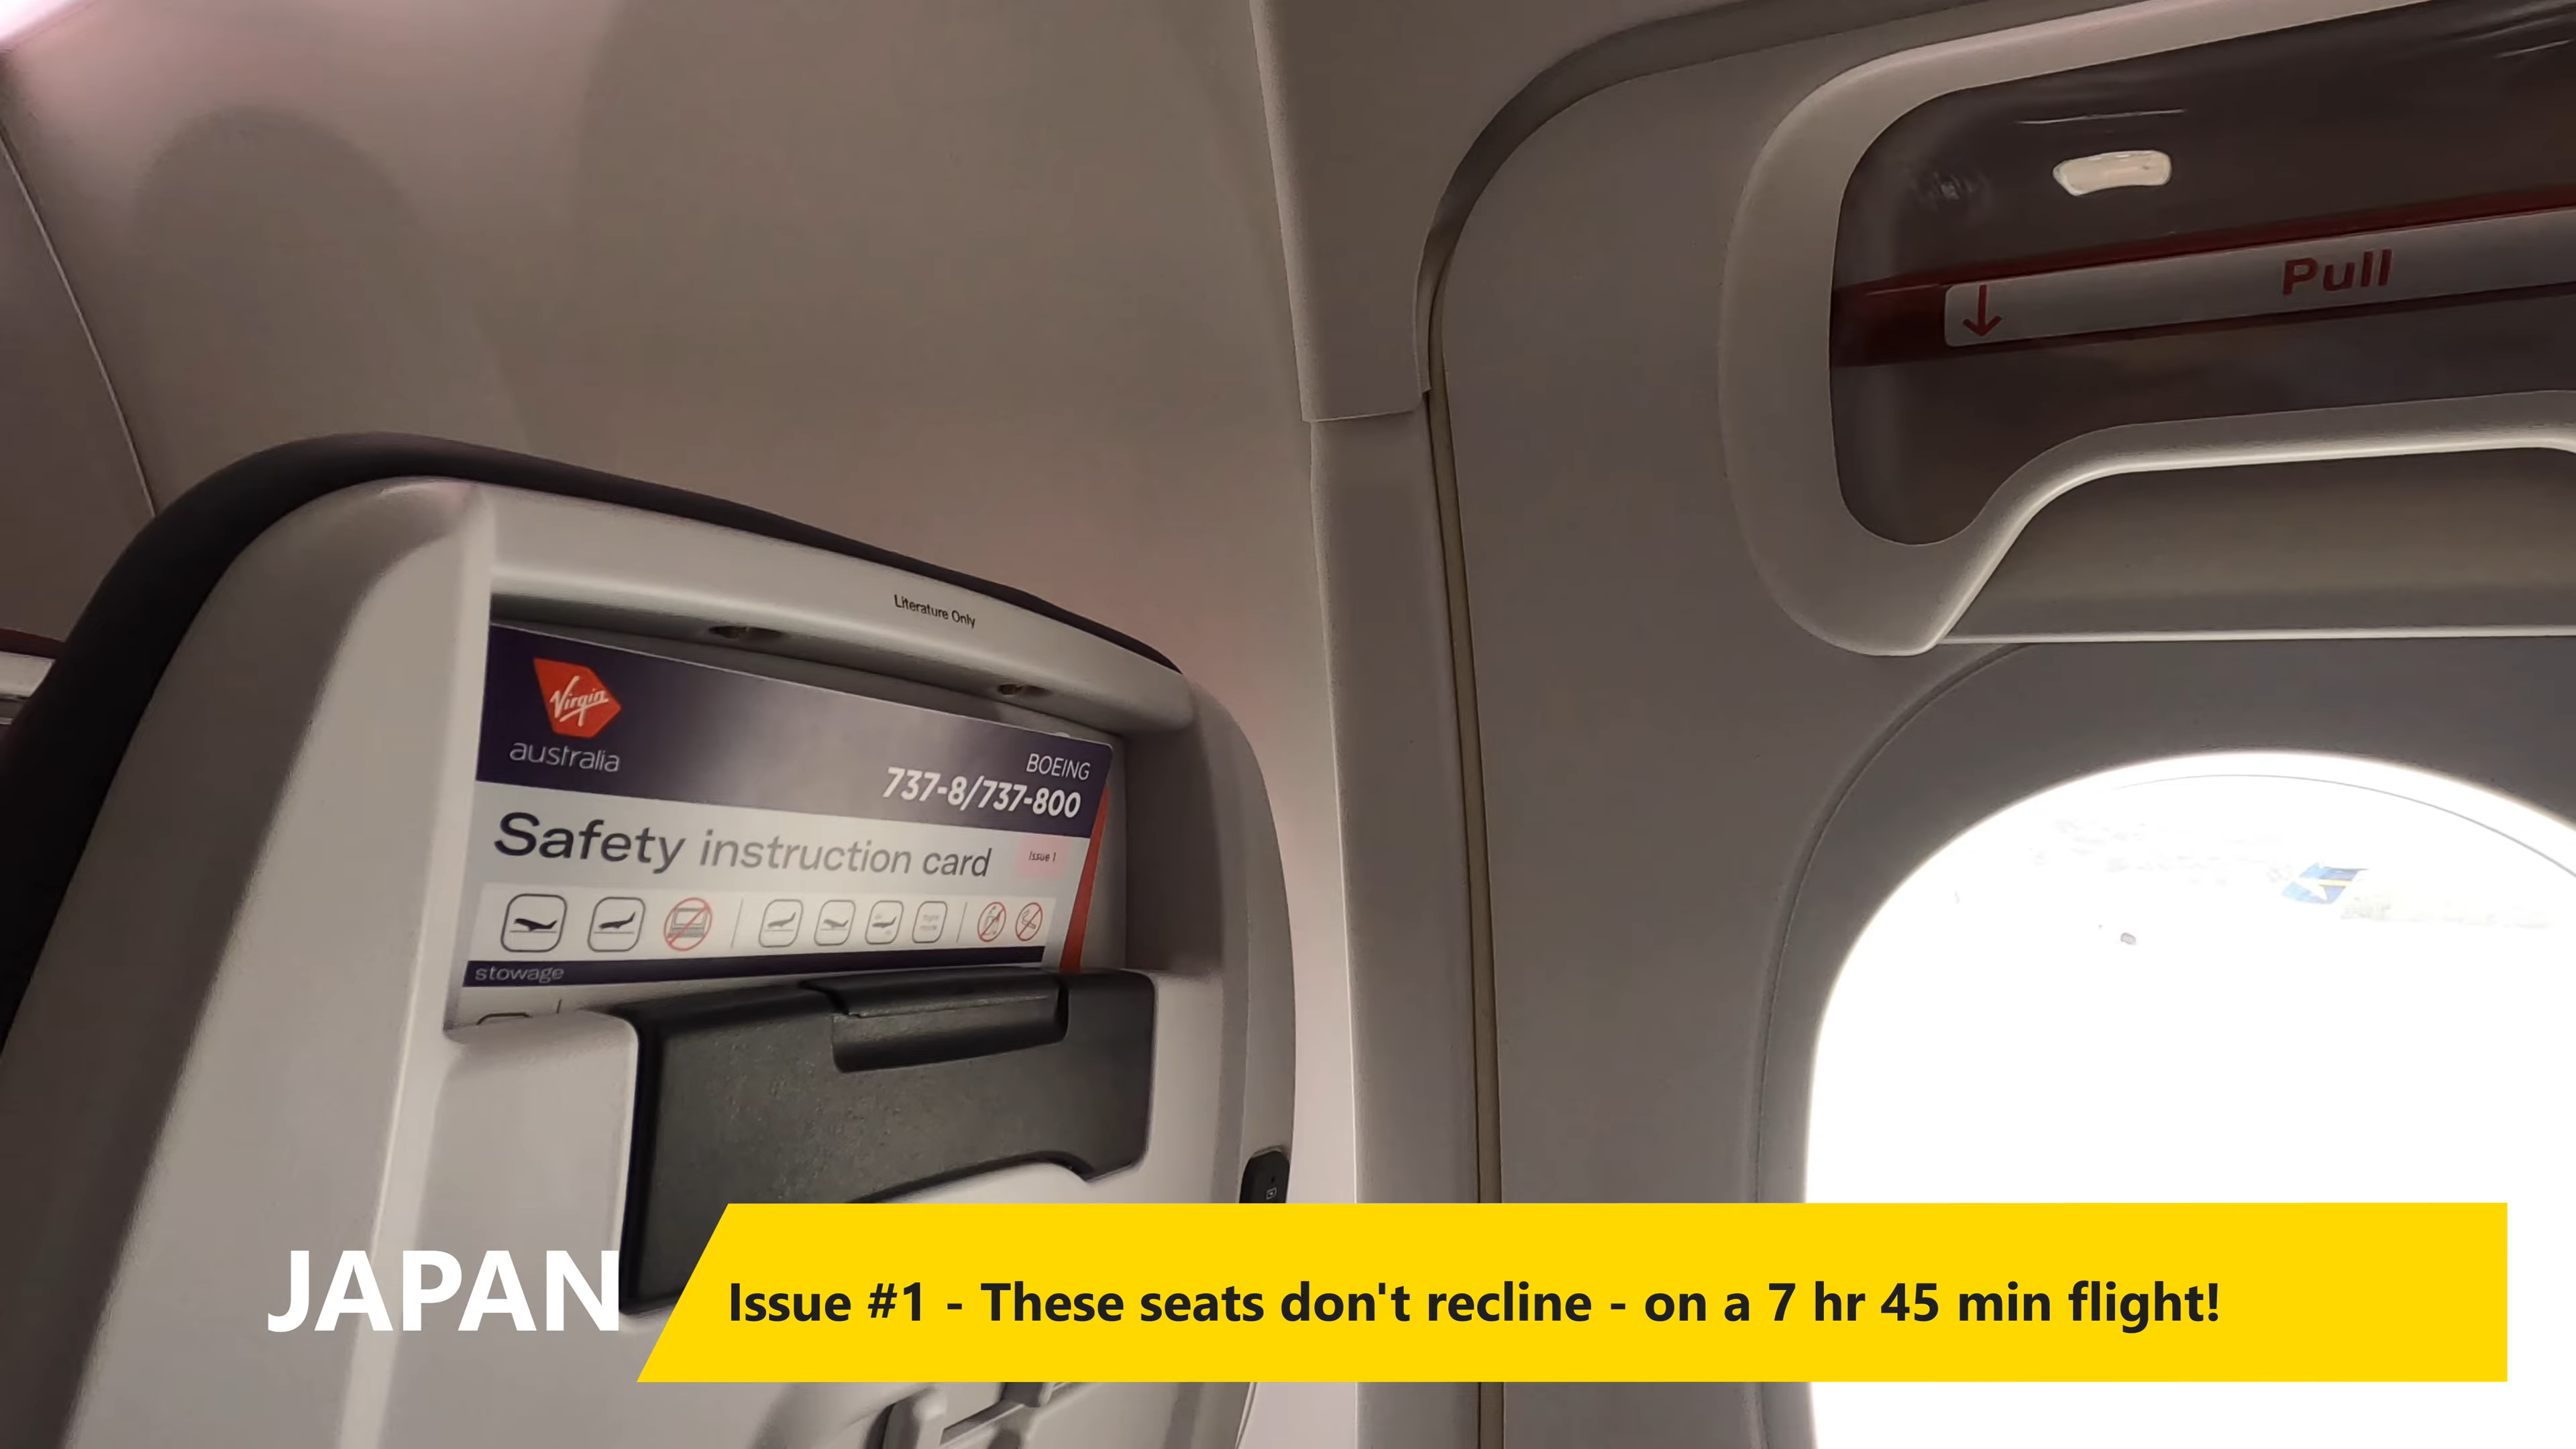 Pull
Literature Only
Virgin
australia
BOEING
737-8/737-800
Safety instruction card
Issue 1
stowage
JAPAN
Issue #1 - These seats don't recline - on a 7 hr 45 min flight!